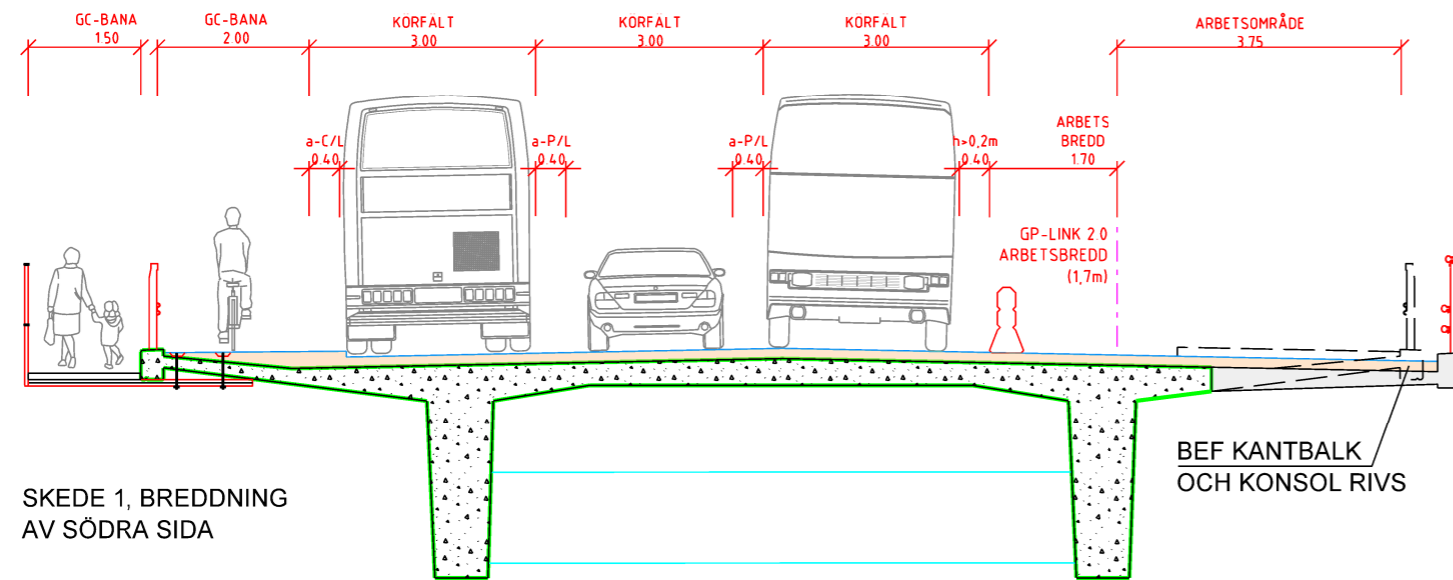 GC-BANA
1.50
GC-BANA
2.00
KÖRFÄLT
3.00
KÖRFÄLT
3.00
KÖRFÄLT
3.00
ARBETSOMRÅDE
3.75
a-C/L
0.40
a-P/L
0.40
a-P/L
0.40
h>0,2m
0.40
ARBETS
BREDD
1.70
GP-LINK 2.0
ARBETSBREDD
(1,7m)
BEF KANTBALK
OCH KONSOL RIVS
SKEDE 1, BREDDNING
AV SÖDRA SIDA